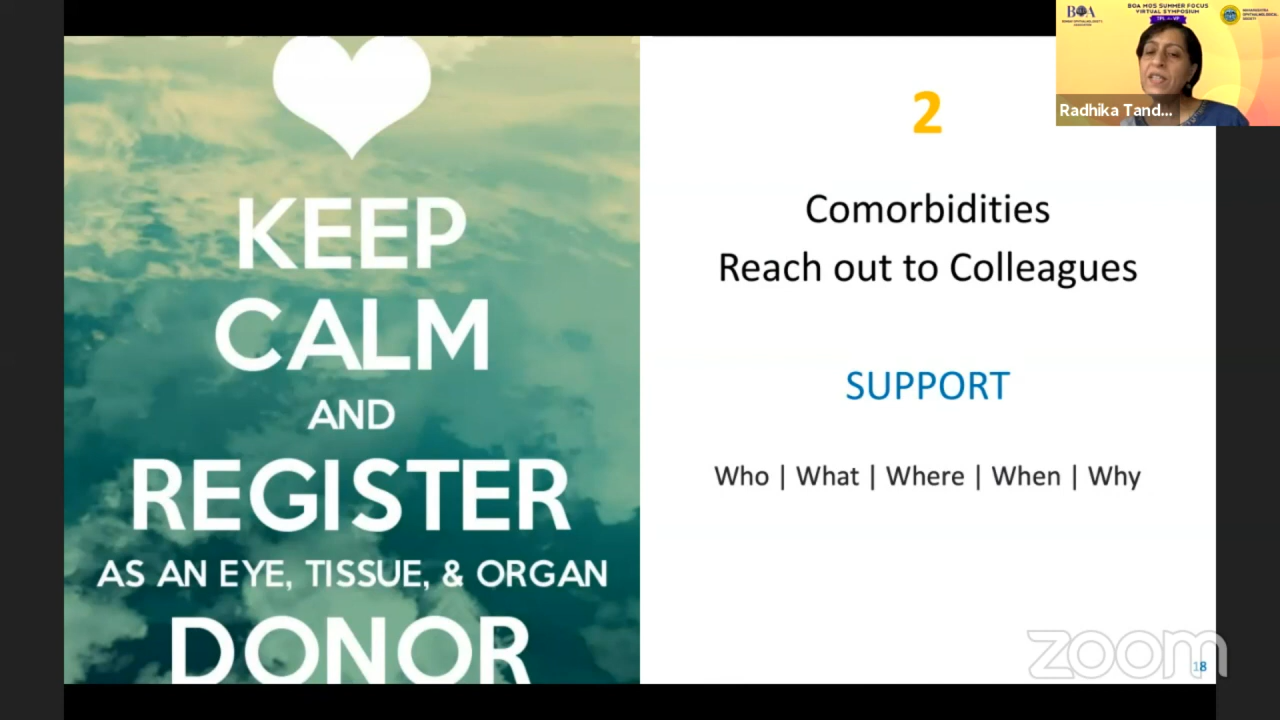 KEEP
CALM
AND
REGISTER
AS AN EYE, TISSUE, & ORGAN
DONOR
2
Comorbidities
Reach out to Colleagues
SUPPORT
Who | What | Where | When | Why
18
zoom
BOA
BOA MOS SUMMER FOCUS
VIRTUAL SYMPOSIUM
Radhika Tand...